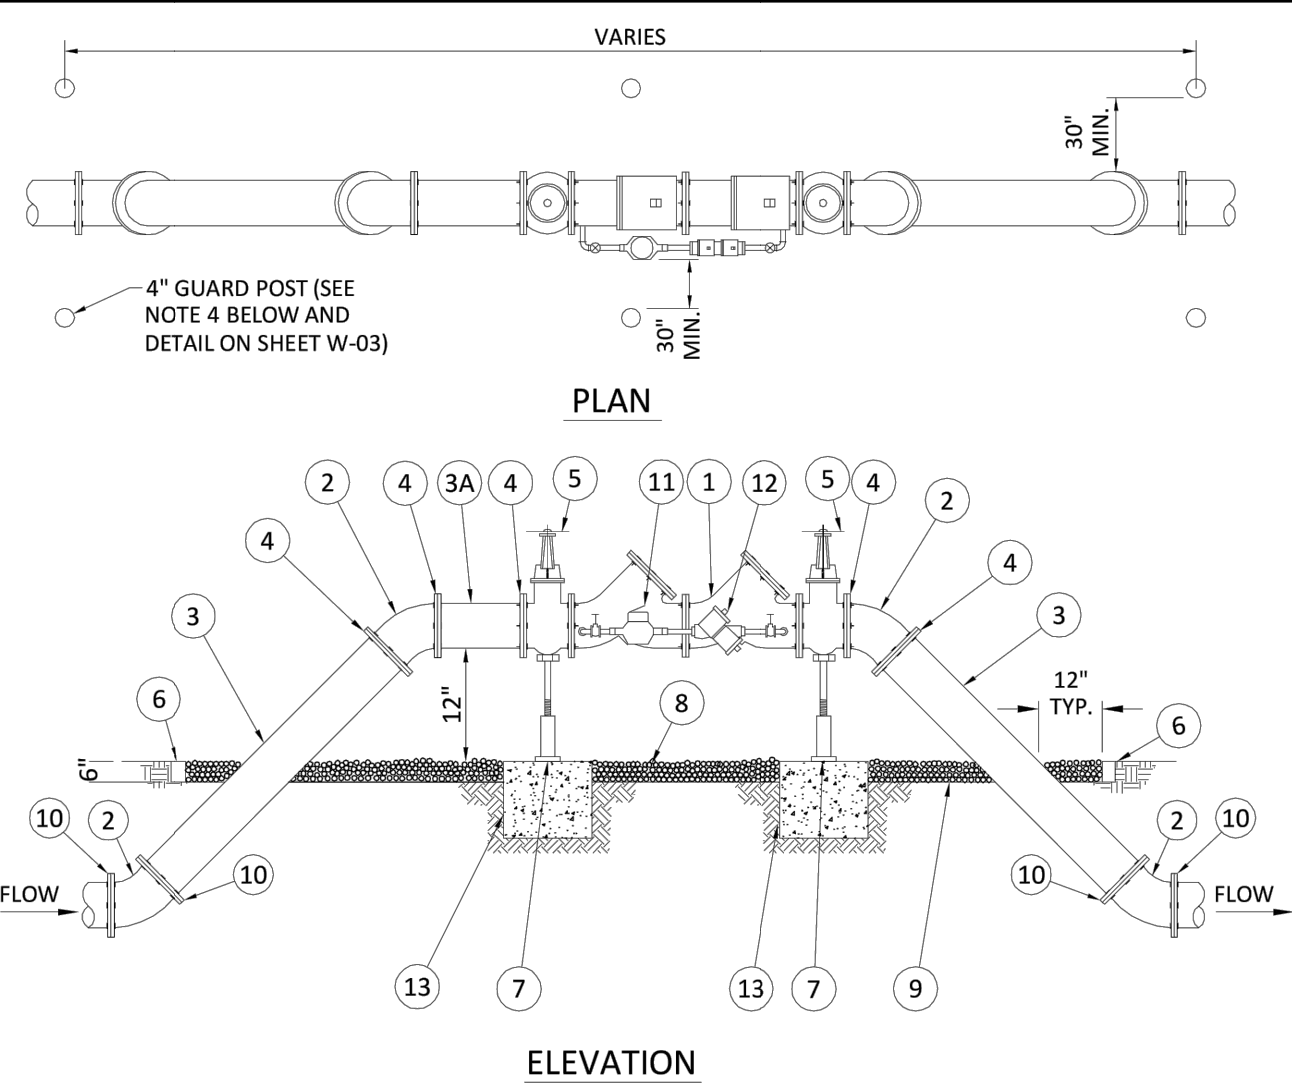 VARIES
30"
MIN.
4" GUARD POST (SEE
NOTE 4 BELOW AND
DETAIL ON SHEET W-03)
30"
MIN.
PLAN
2
4
3A
4
5
11
1
12
5
4
2
4
4
3
3
6
12"
8
12"
TYP.
6
6"
10
2
10
10
2
10
FLOW
FLOW
13
7
13
7
9
ELEVATION